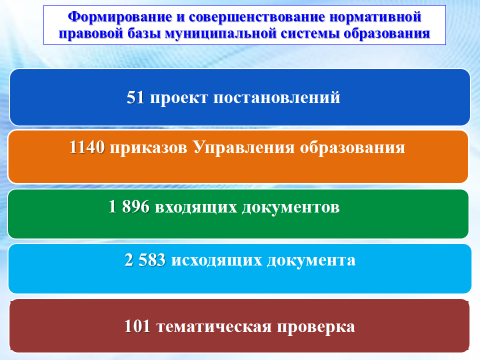 Формирование и совершенствование нормативной
правовой базы муниципальной системы образования
51 проект постановлений
1140 приказов Управления образования
1 896 входящих документов
2 583 исходящих документа
101 тематическая проверка